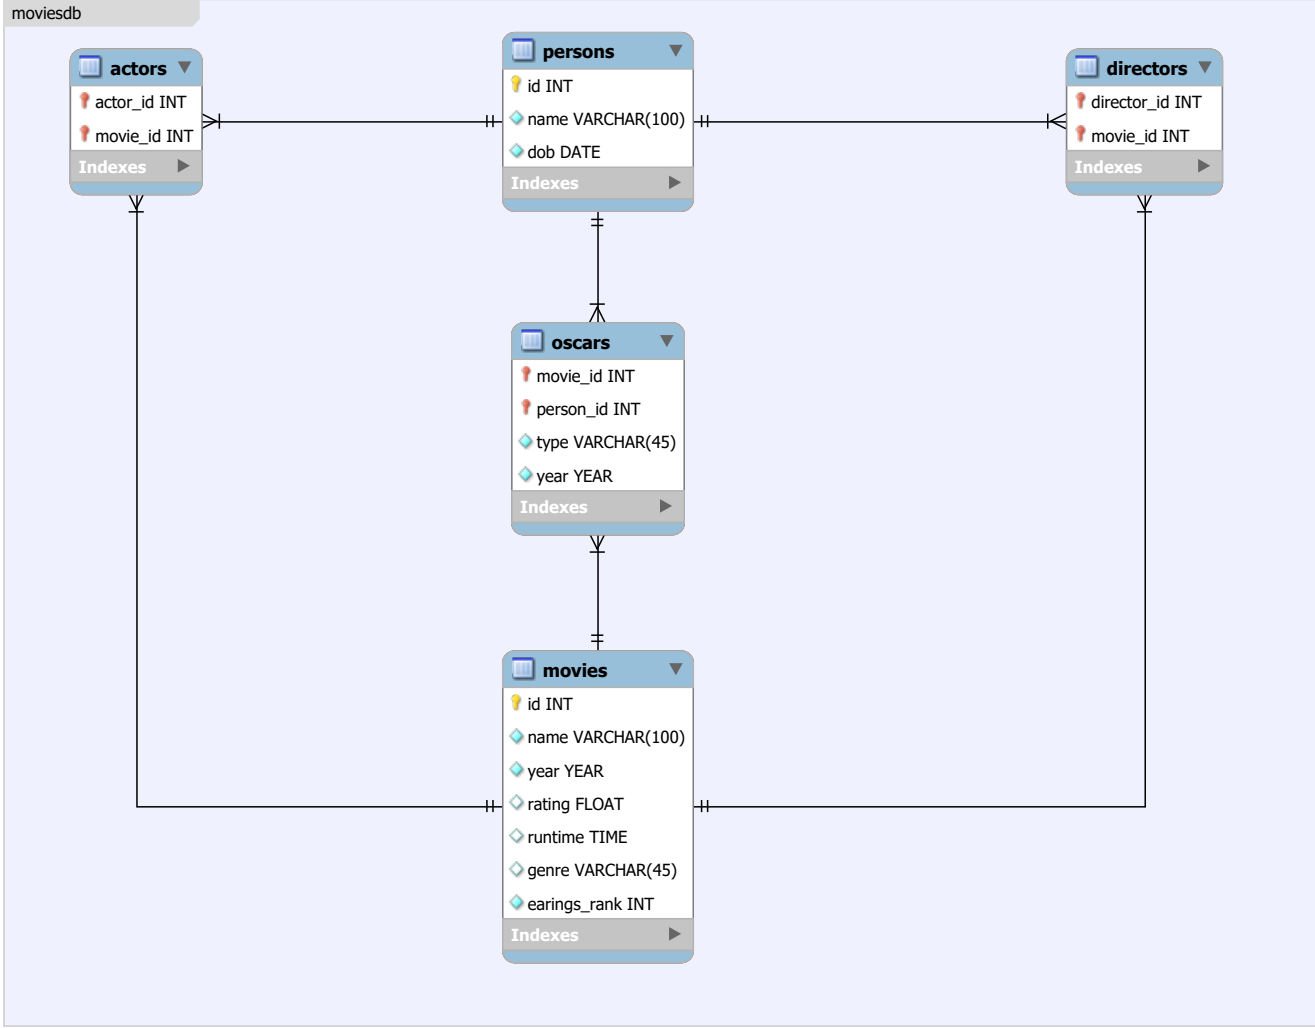 moviesdb
actors
actor_id INT
movie_id INT
Indexes
persons
id INT
name VARCHAR(100)
dob DATE
Indexes
directors
director_id INT
movie_id INT
Indexes
oscars
movie_id INT
person_id INT
type VARCHAR(45)
year YEAR
Indexes
movies
id INT
name VARCHAR(100)
year YEAR
rating FLOAT
runtime TIME
genre VARCHAR(45)
earings_rank INT
Indexes